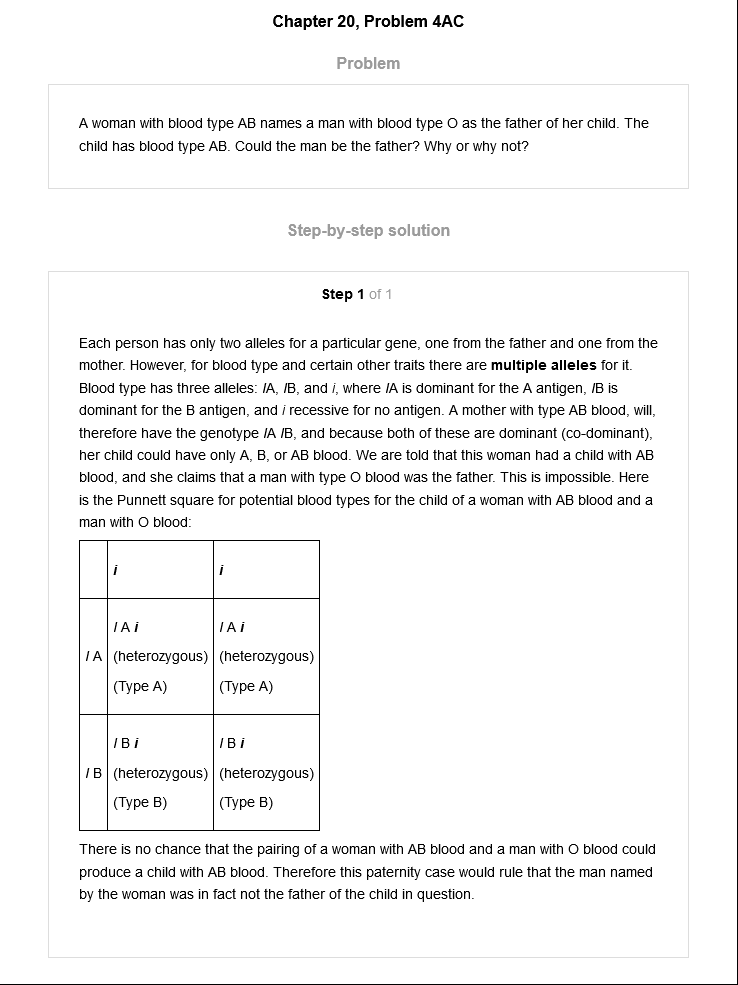 Chapter 20, Problem 4AC
Problem
A woman with blood type AB names a man with blood type O as the father of her child. The
child has blood type AB. Could the man be the father? Why or why not?
Step-by-step solution
Step 1 of 1
Each person has only two alleles for a particular gene, one from the father and one from the
mother. However, for blood type and certain other traits there are multiple alleles for it.
Blood type has three alleles: IA, IB, and i, where IA is dominant for the A antigen, IB is
dominant for the B antigen, and i recessive for no antigen. A mother with type AB blood, will,
therefore have the genotype IA IB, and because both of these are dominant (co-dominant),
her child could have only A, B, or AB blood. We are told that this woman had a child with AB
blood, and she claims that a man with type O blood was the father. This is impossible. Here
is the Punnett square for potential blood types for the child of a woman with AB blood and a
man with O blood:
i i
I A i I A i
I A (heterozygous) (heterozygous)
(Type A) (Type A)
I B i I B i
I B (heterozygous) (heterozygous)
(Type B) (Type B)
There is no chance that the pairing of a woman with AB blood and a man with O blood could
produce a child with AB blood. Therefore this paternity case would rule that the man named
by the woman was in fact not the father of the child in question.